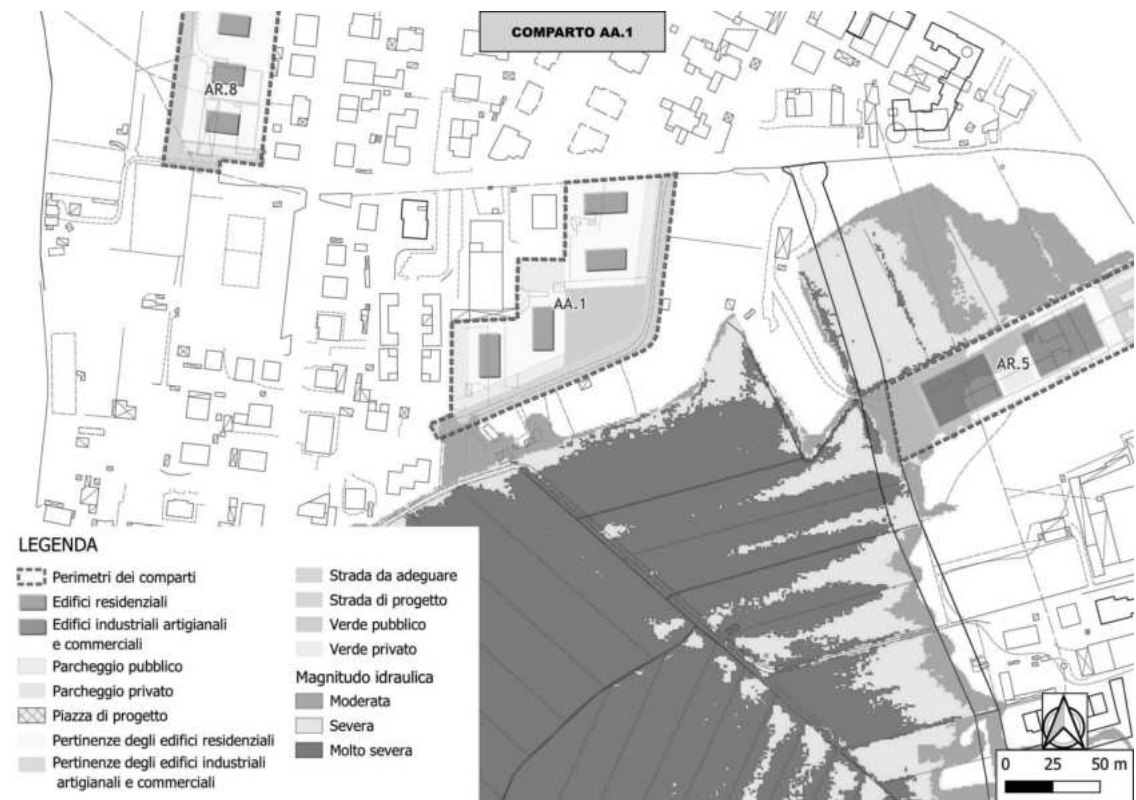 COMPARTO AA.1
AR.8
AA.1
AR.5
LEGENDA
Perimetri dei comparti
Edifici residenziali
Edifici industriali artigianali
e commerciali
Parcheggio pubblico
Parcheggio privato
Piazza di progetto
Pertinenze degli edifici residenziali
Pertinenze degli edifici industriali
artigianali e commerciali
Strada da adeguare
Strada di progetto
Verde pubblico
Verde privato
Magnitudo idraulica
Moderata
Severa
Molto severa
0 25 50 m